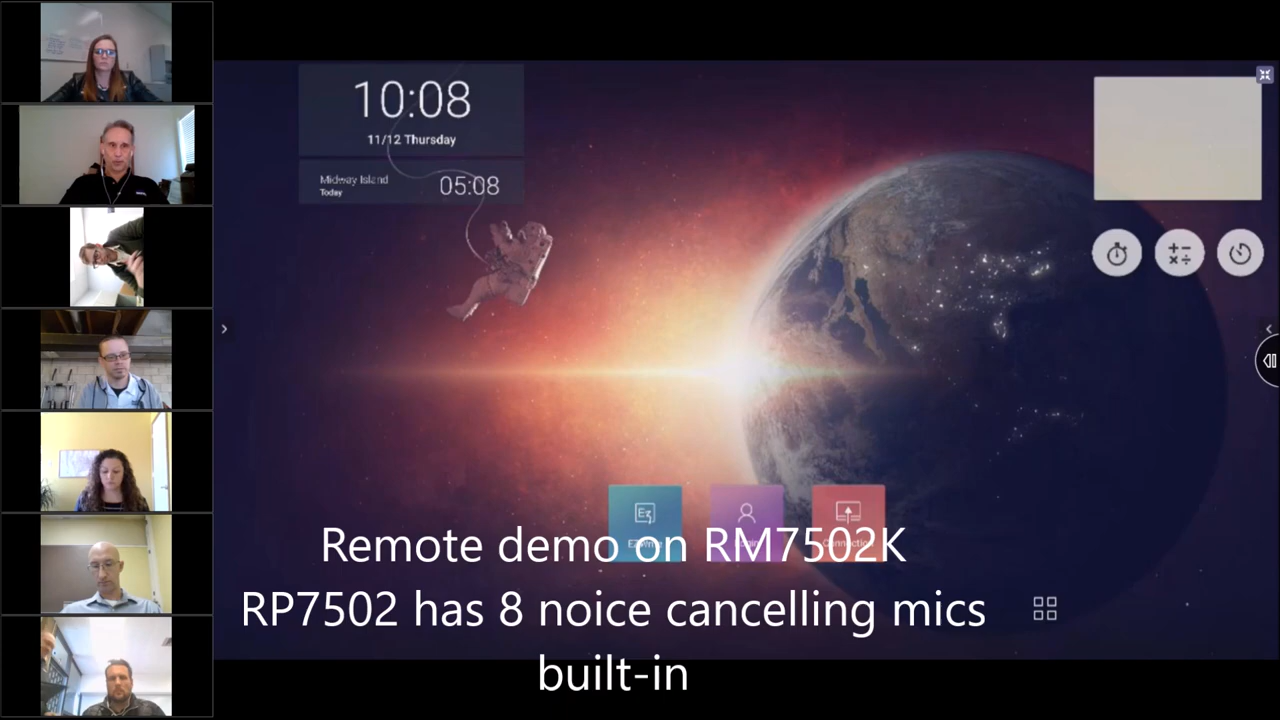 10:08
11/12 Thursday
Midway Island
Today
05:08
Remote demo on RM7502K
RP7502 has 8 noice cancelling mics
built-in